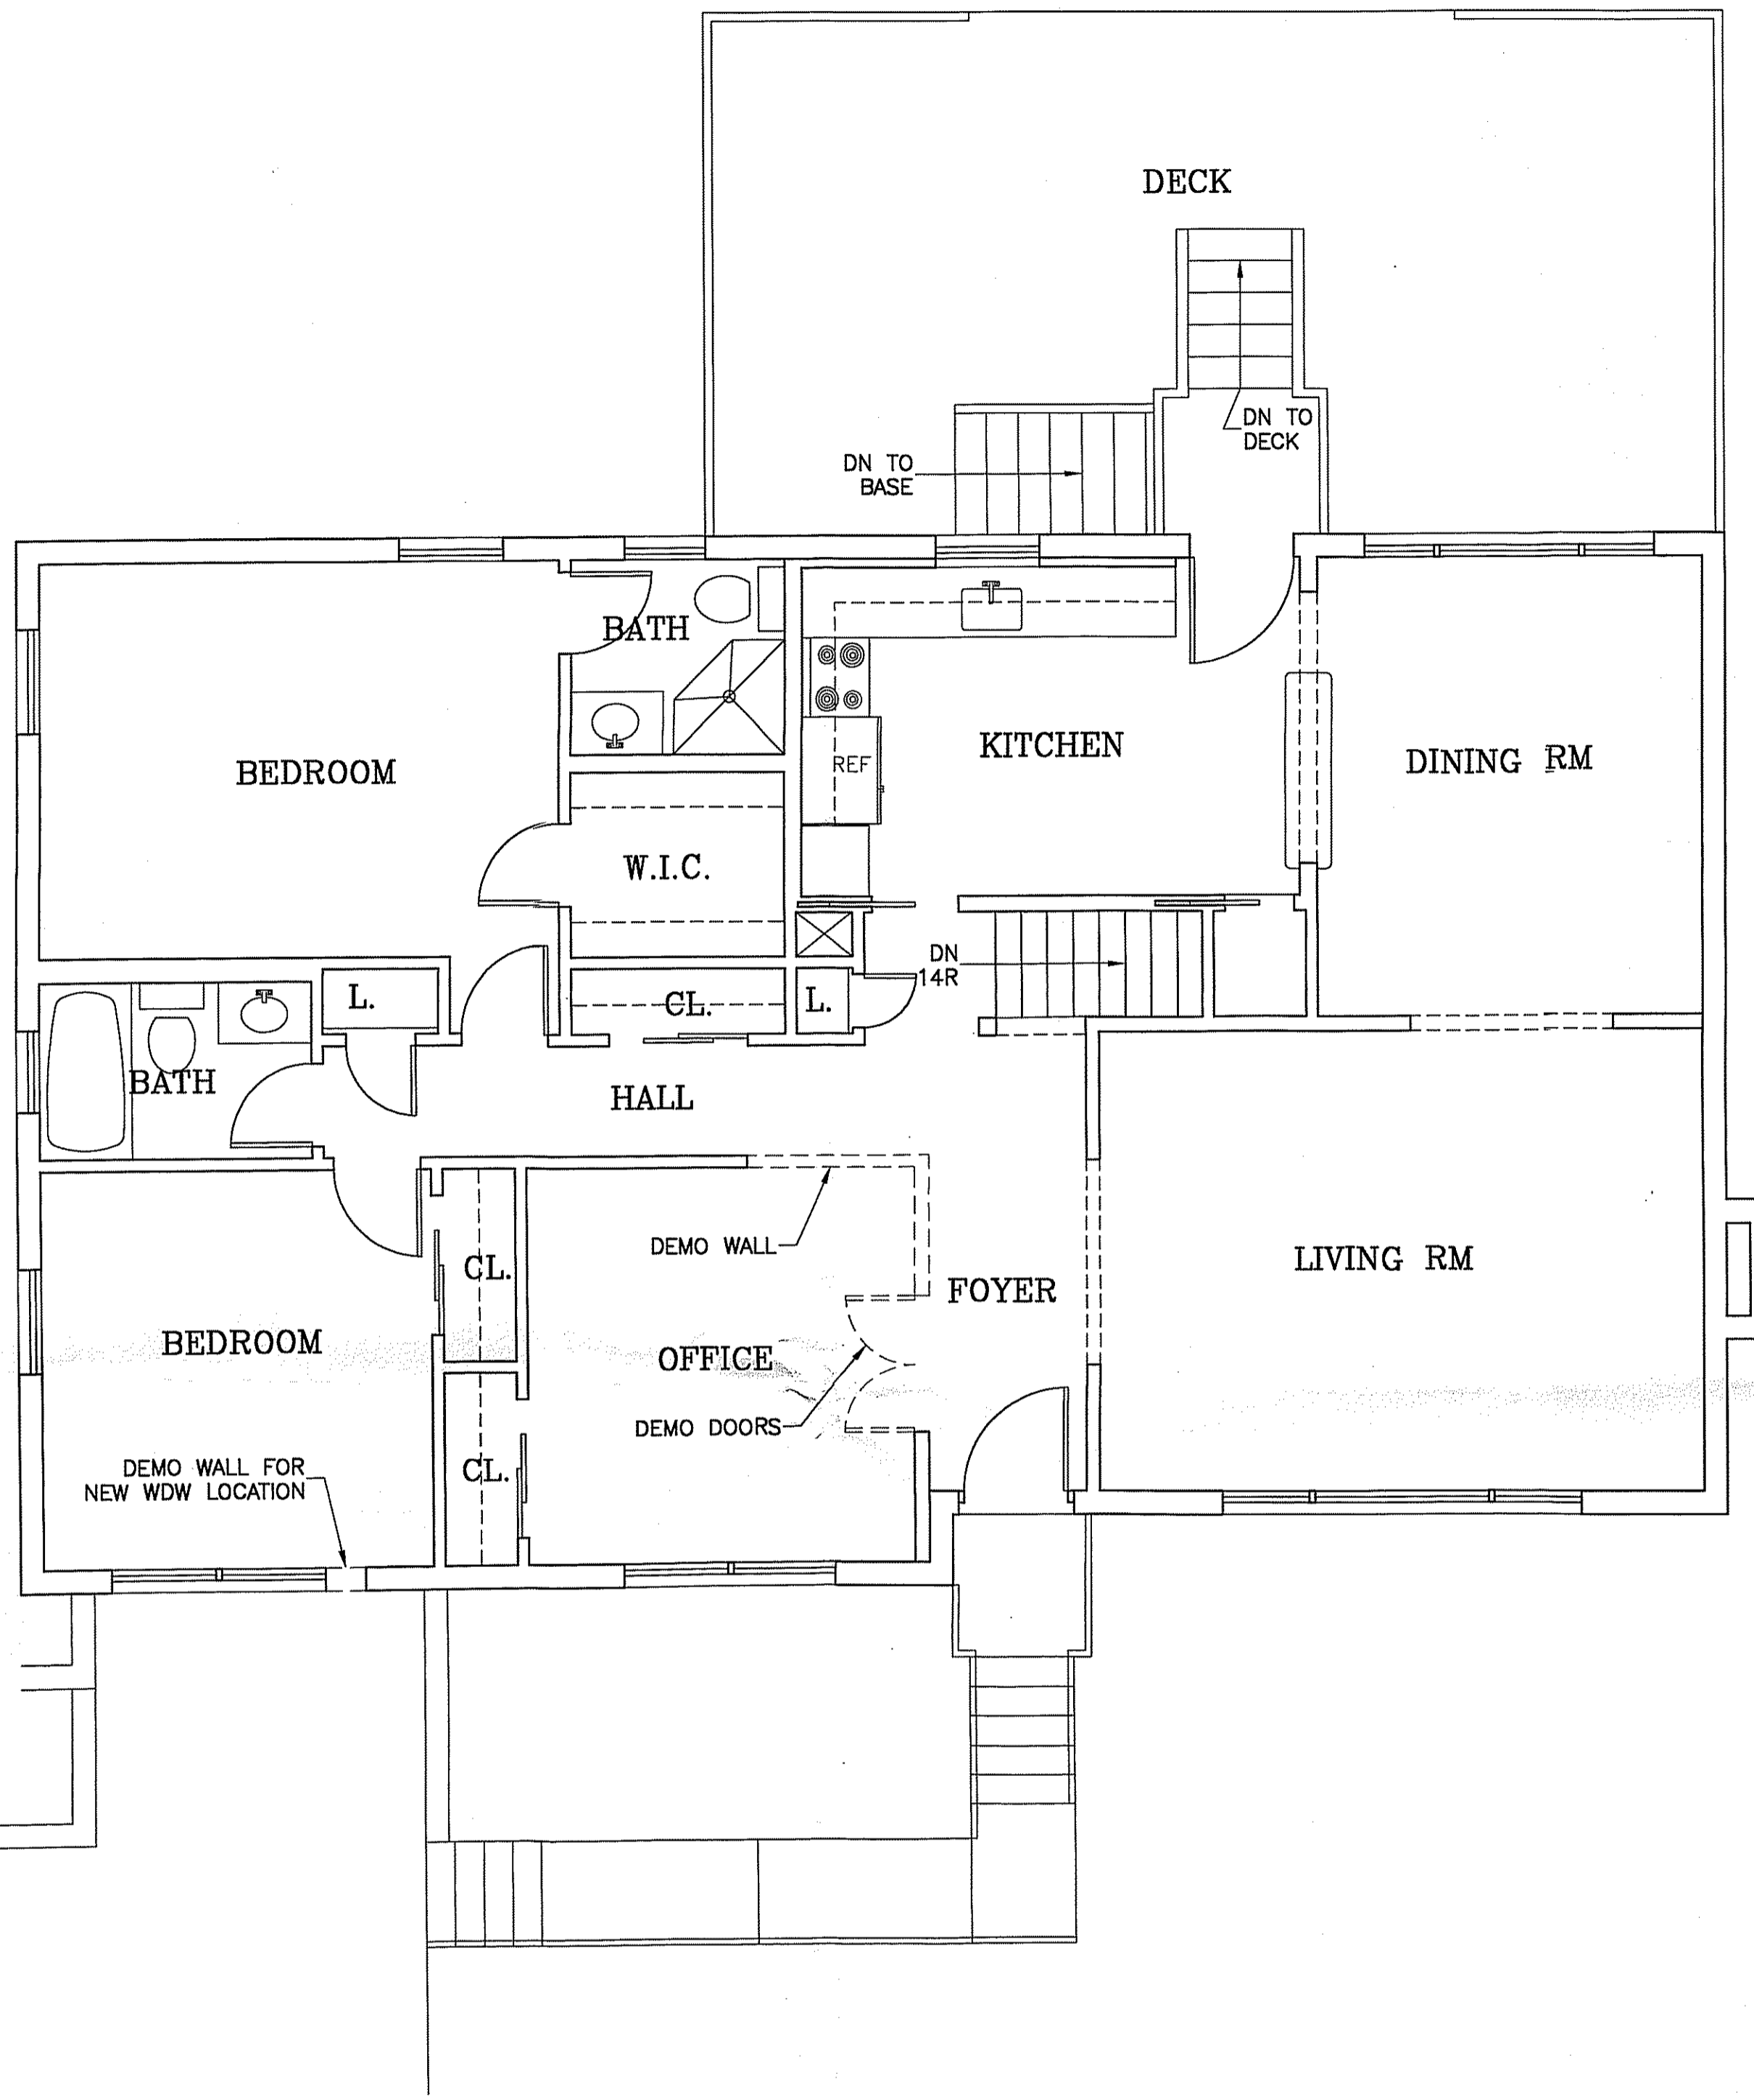 DECK
DN TO
DECK
DN TO
BASE
BATH
KITCHEN
DINING RM
BEDROOM
REF
W.I.C.
DN
14R
L.
CL.
L.
BATH
HALL
DEMO WALL
CL.
FOYER
LIVING RM
BEDROOM
OFFICE
DEMO DOORS
CL.
DEMO WALL FOR
NEW WDW LOCATION